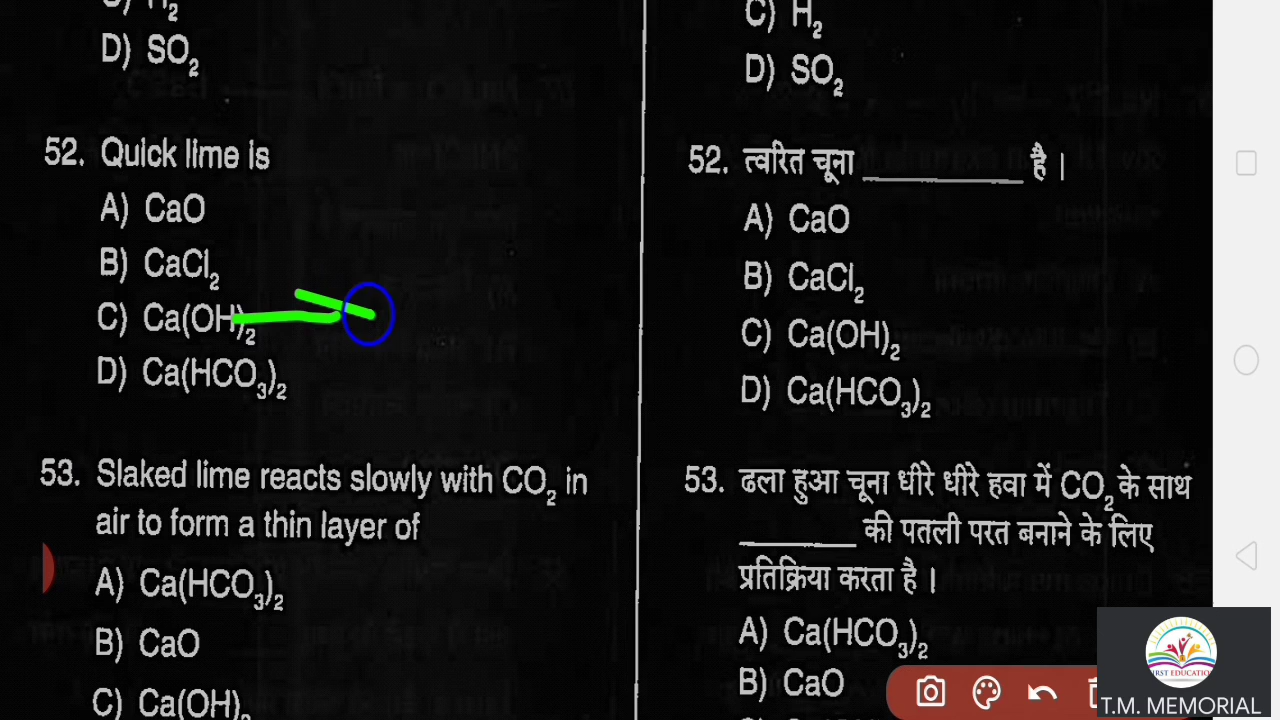 D) SO2
52. Quick lime is
A) CaO
B) CaCl2
C) Ca(OH)2
D) Ca(HCO3)2
53. Slaked lime reacts slowly with CO2 in
air to form a thin layer of
A) Ca(HCO3)2
B) CaO
C) Ca(OH)2
C) H2
D) SO2
52. त्वरित चूना __________ है |
A) CaO
B) CaCl2
C) Ca(OH)2
D) Ca(HCO3)2
53. ढला हुआ चूना धीरे धीरे हवा में CO2 के साथ
________ की पतली परत बनाने के लिए
प्रतिक्रिया करता है ।
A) Ca(HCO3)2
B) CaO
T.M. MEMORIAL